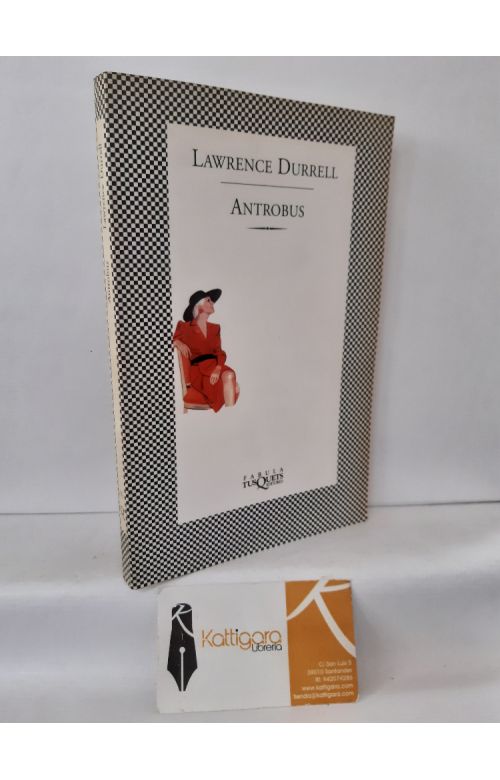 LAWRENCE DURRELL
ANTROBUS
FABULA
TUSQUETS
EDITORES
Kattigara
Librería
C/ San Luis 5
39010 Santander
tlf: 942074286
www.kattigara.com
tienda@kattigara.com